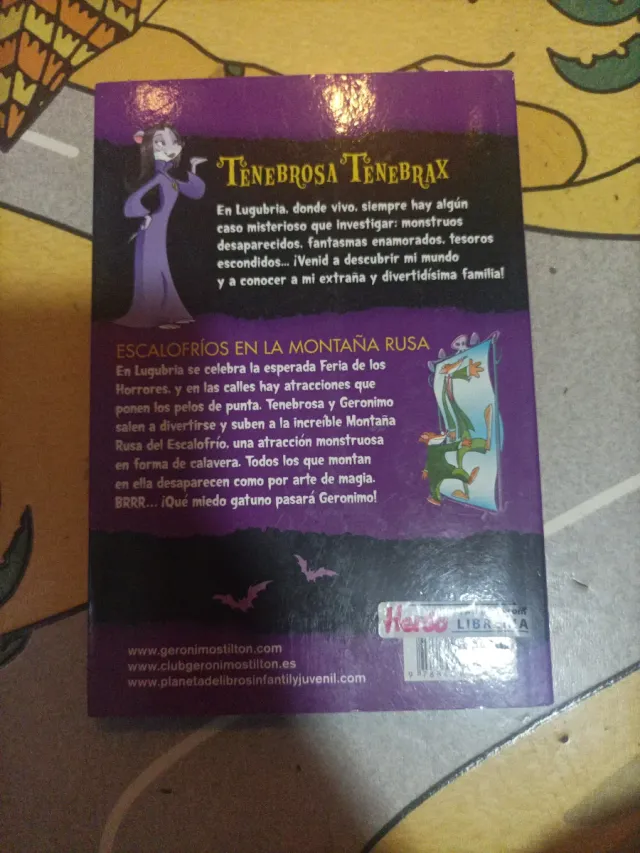 TENEBROSA TENEBRAX
En Lugubria, donde vivo, siempre hay algún
caso misterioso que investigar: monstruos
desaparecidos, fantasmas enamorados, tesoros
escondidos... ¡Venid a descubrir mi mundo
y a conocer a mi extraña y divertidísima familia!
ESCALOFRÍOS EN LA MONTAÑA RUSA
En Lugubria se celebra la esperada Feria de los
Horrores, y en las calles hay atracciones que
ponen los pelos de punta. Tenebrosa y Geronimo
salen a divertirse y suben a la increíble Montaña
Rusa del Escalofrío, una atracción monstruosa
en forma de calavera. Todos los que montan
en ella desaparecen como por arte de magia.
BRRR... ¡Qué miedo gatuno pasará Geronimo!
www.geronimostilton.com
www.clubgeronimostilton.es
www.planetadelibrosinfantilyjuvenil.com